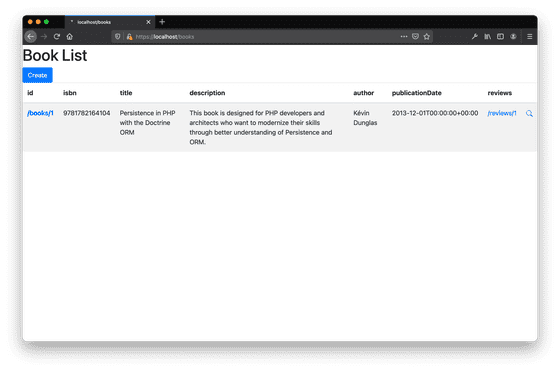 localhost/books
https://localhost/books
Book List
Create
id isbn title description author publicationDate reviews
/books/1 9781782164104 Persistence in PHP This book is designed for PHP developers and Kévin 2013-12-01T00:00:00+00:00 /reviews/1
with the Doctrine architects who want to modernize their skills Dunglas
ORM through better understanding of Persistence and
ORM.